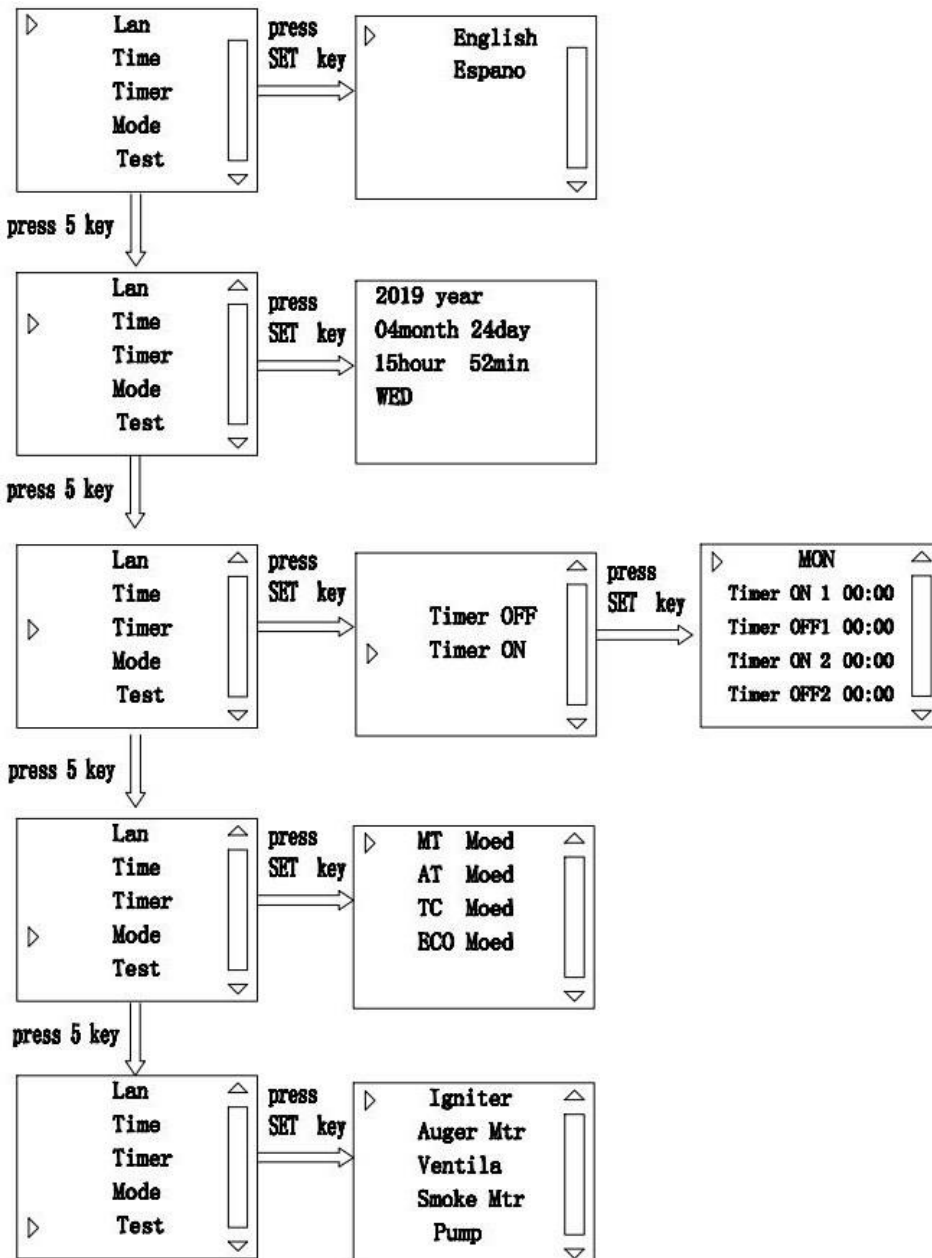 Lan
Time
Timer
Mode
Test
press
SET key
English
Espano
press 5 key
Lan
Time
Timer
Mode
Test
press
SET key
2019 year
04month 24day
15hour 52min
WED
press 5 key
Lan
Time
Timer
Mode
Test
press
SET key
Timer OFF
Timer ON
press
SET key
MON
Timer ON 1 00:00
Timer OFF1 00:00
Timer ON 2 00:00
Timer OFF2 00:00
press 5 key
Lan
Time
Timer
Mode
Test
press
SET key
MT Moed
AT Moed
TC Moed
ECO Moed
press 5 key
Lan
Time
Timer
Mode
Test
press
SET key
Igniter
Auger Mtr
Ventila
Smoke Mtr
Pump